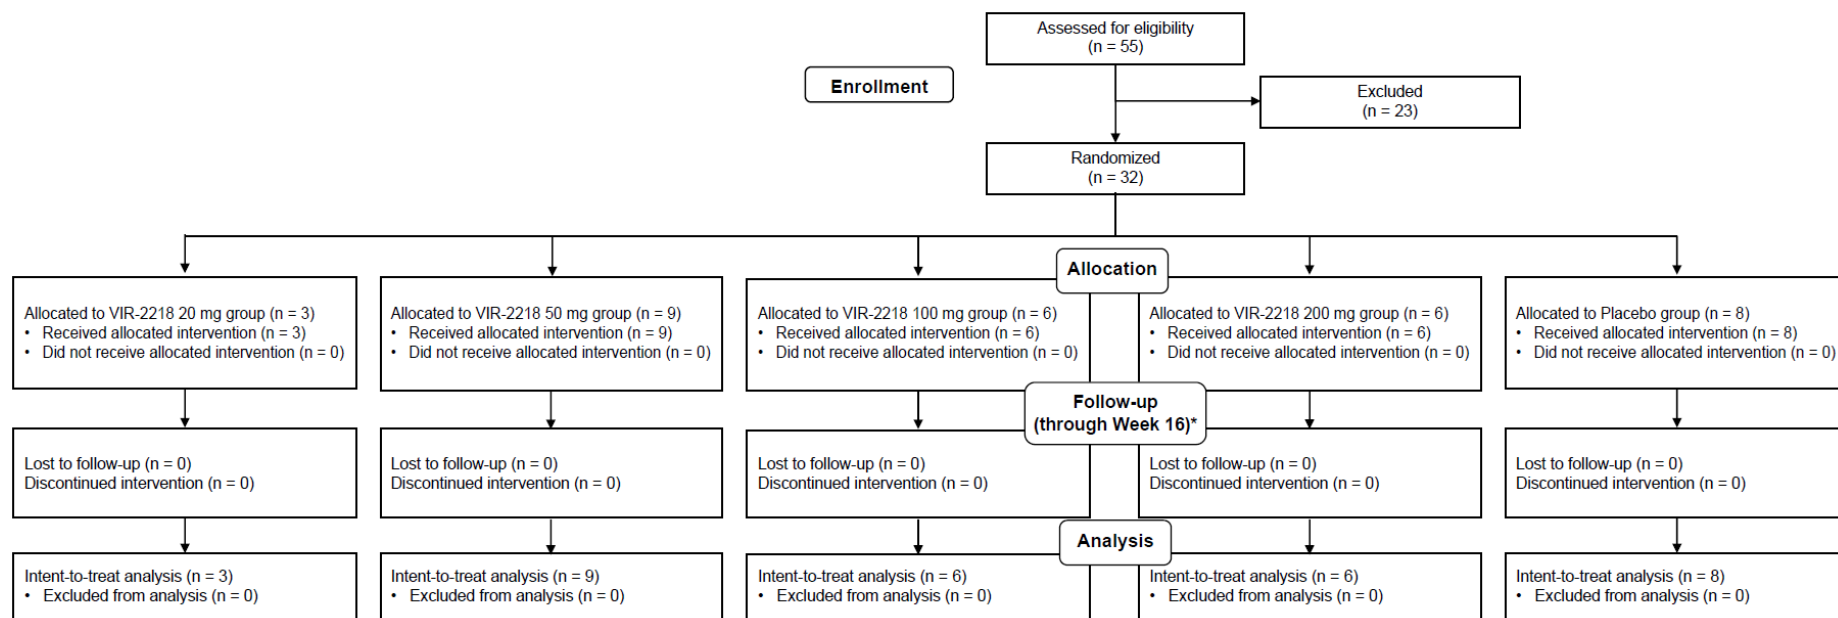 Assessed for eligibility
(n = 55)
Enrollment
Excluded
(n = 23)
Randomized
(n = 32)
Allocation
Allocated to VIR-2218 20 mg group (n = 3)
• Received allocated intervention (n = 3)
• Did not receive allocated intervention (n = 0)
Allocated to VIR-2218 50 mg group (n = 9)
• Received allocated intervention (n = 9)
• Did not receive allocated intervention (n = 0)
Allocated to VIR-2218 100 mg group (n = 6)
• Received allocated intervention (n = 6)
• Did not receive allocated intervention (n = 0)
Allocated to VIR-2218 200 mg group (n = 6)
• Received allocated intervention (n = 6)
• Did not receive allocated intervention (n = 0)
Allocated to Placebo group (n = 8)
• Received allocated intervention (n = 8)
• Did not receive allocated intervention (n = 0)
Follow-up
(through Week 16)*
Lost to follow-up (n = 0)
Discontinued intervention (n = 0)
Lost to follow-up (n = 0)
Discontinued intervention (n = 0)
Lost to follow-up (n = 0)
Discontinued intervention (n = 0)
Lost to follow-up (n = 0)
Discontinued intervention (n = 0)
Lost to follow-up (n = 0)
Discontinued intervention (n = 0)
Analysis
Intent-to-treat analysis (n = 3)
• Excluded from analysis (n = 0)
Intent-to-treat analysis (n = 9)
• Excluded from analysis (n = 0)
Intent-to-treat analysis (n = 6)
• Excluded from analysis (n = 0)
Intent-to-treat analysis (n = 6)
• Excluded from analysis (n = 0)
Intent-to-treat analysis (n = 8)
• Excluded from analysis (n = 0)